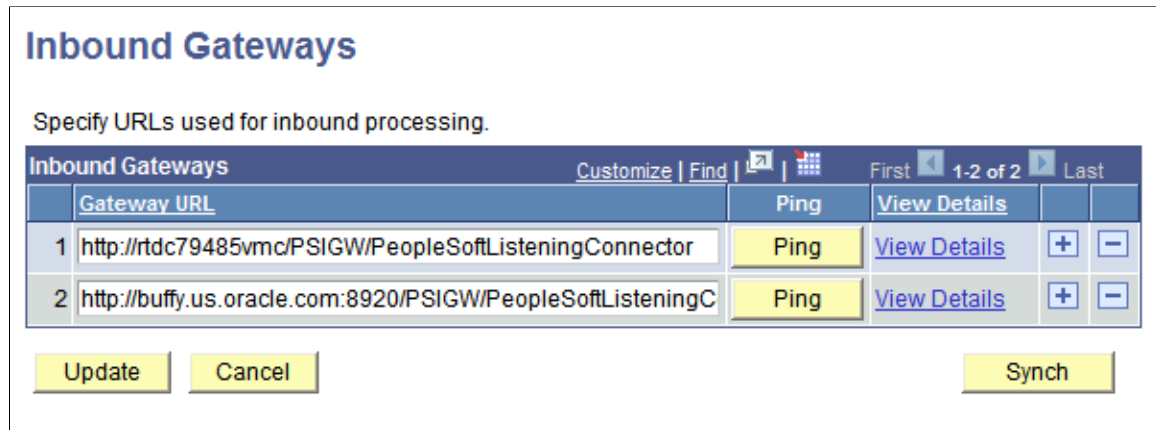 Inbound Gateways
Specify URLs used for inbound processing.
Inbound Gateways Customize | Find | | First 1-2 of 2 Last
Gateway URL Ping View Details
1 http://rtdc79485vmc/PSIGW/PeopleSoftListeningConnector Ping View Details + -
2 http://buffy.us.oracle.com:8920/PSIGW/PeopleSoftListeningC Ping View Details + -
Update Cancel Synch